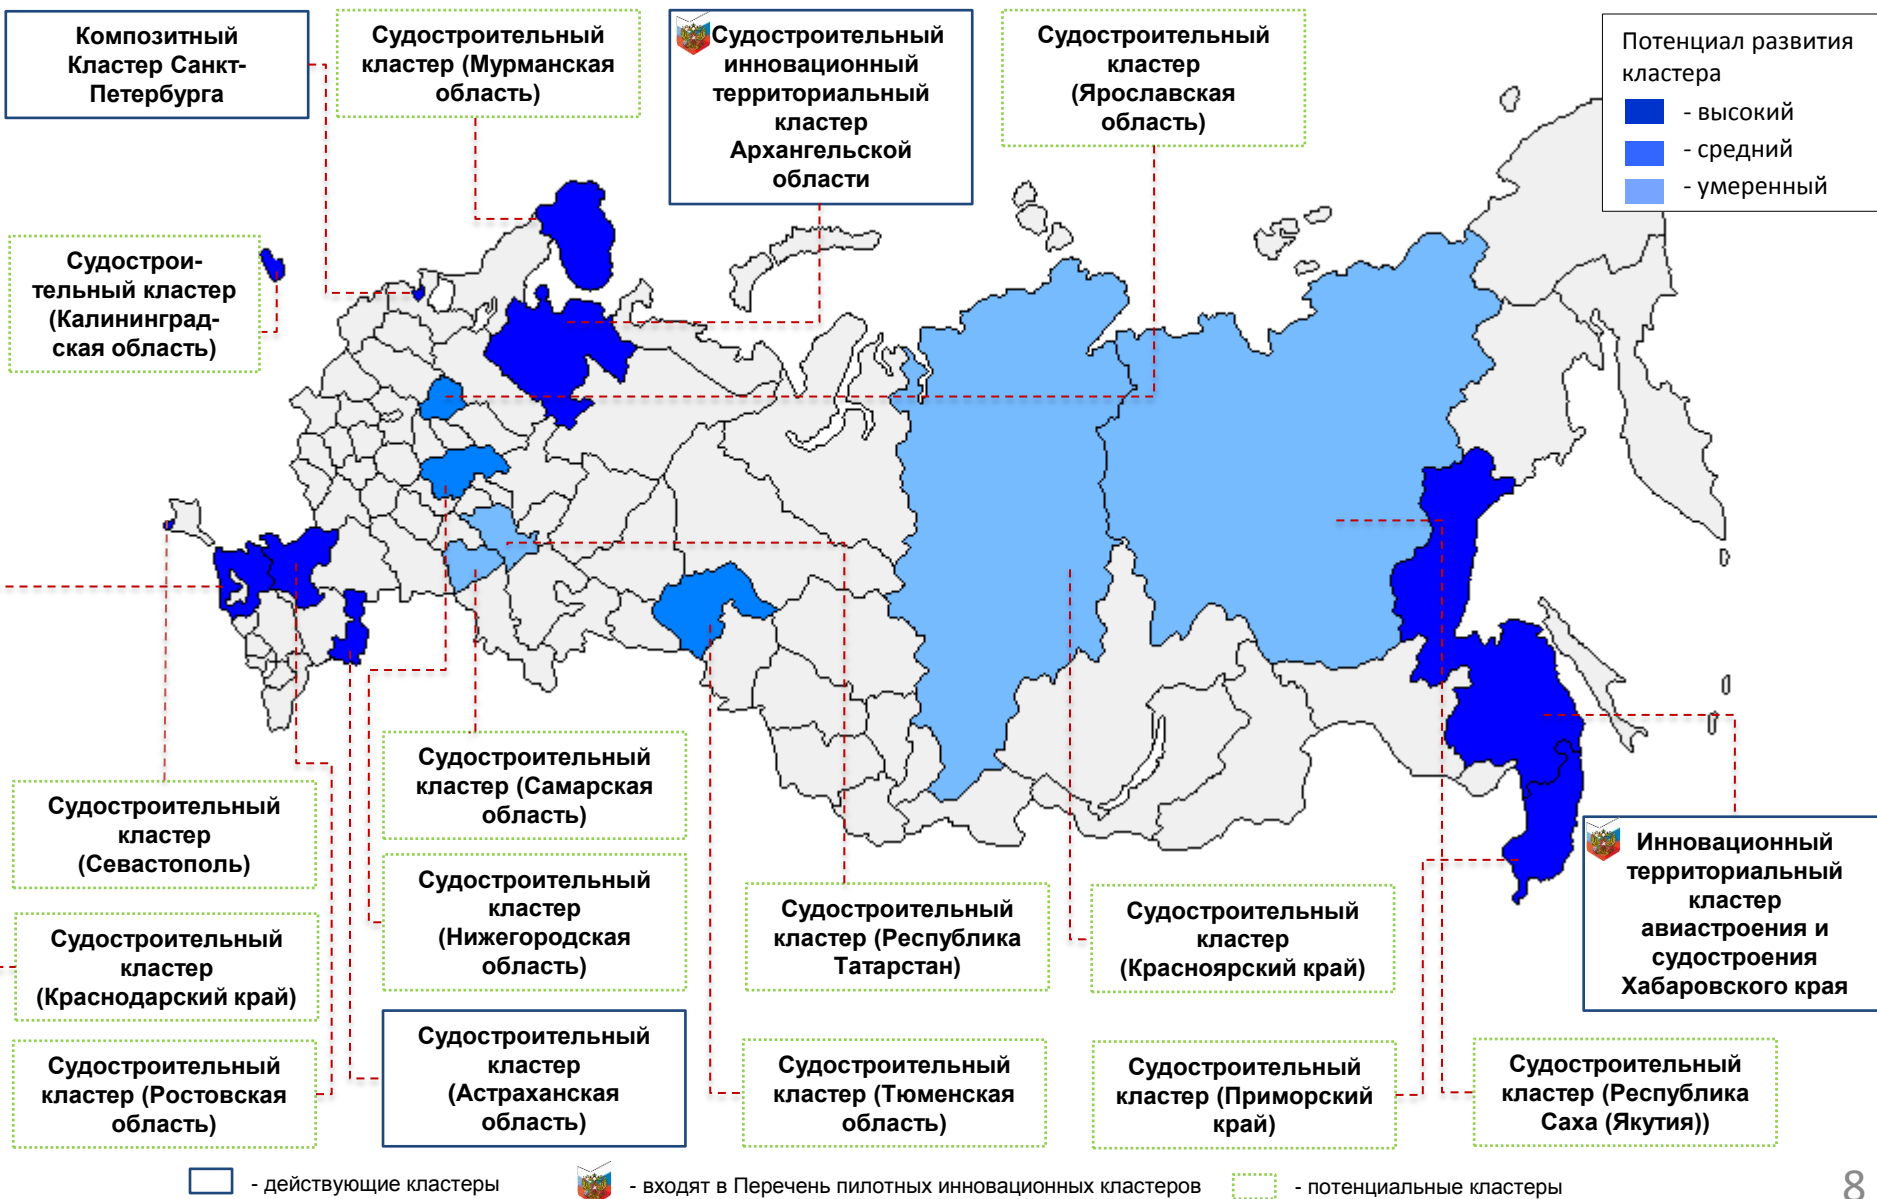 Композитный
Кластер Санкт-
Петербурга
Судостроительный
кластер (Мурманская
область)
Судостроительный
инновационный
территориальный
кластер
Архангельской
области
Судостроительный
кластер
(Ярославская
область)
Потенциал развития
кластера
- высокий
- средний
- умеренный
Судострои-
тельный кластер
(Калининград-
ская область)
Судостроительный
кластер
(Севастополь)
Судостроительный
кластер (Самарская
область)
Судостроительный
кластер
(Краснодарский край)
Судостроительный
кластер
(Нижегородская
область)
Судостроительный
кластер (Республика
Татарстан)
Судостроительный
кластер
(Красноярский край)
Инновационный
территориальный
кластер
авиастроения и
судостроения
Хабаровского края
Судостроительный
кластер (Ростовская
область)
Судостроительный
кластер
(Астраханская
область)
Судостроительный
кластер (Тюменская
область)
Судостроительный
кластер (Приморский
край)
Судостроительный
кластер (Республика
Саха (Якутия))
- действующие кластеры
- входят в Перечень пилотных инновационных кластеров
- потенциальные кластеры
8